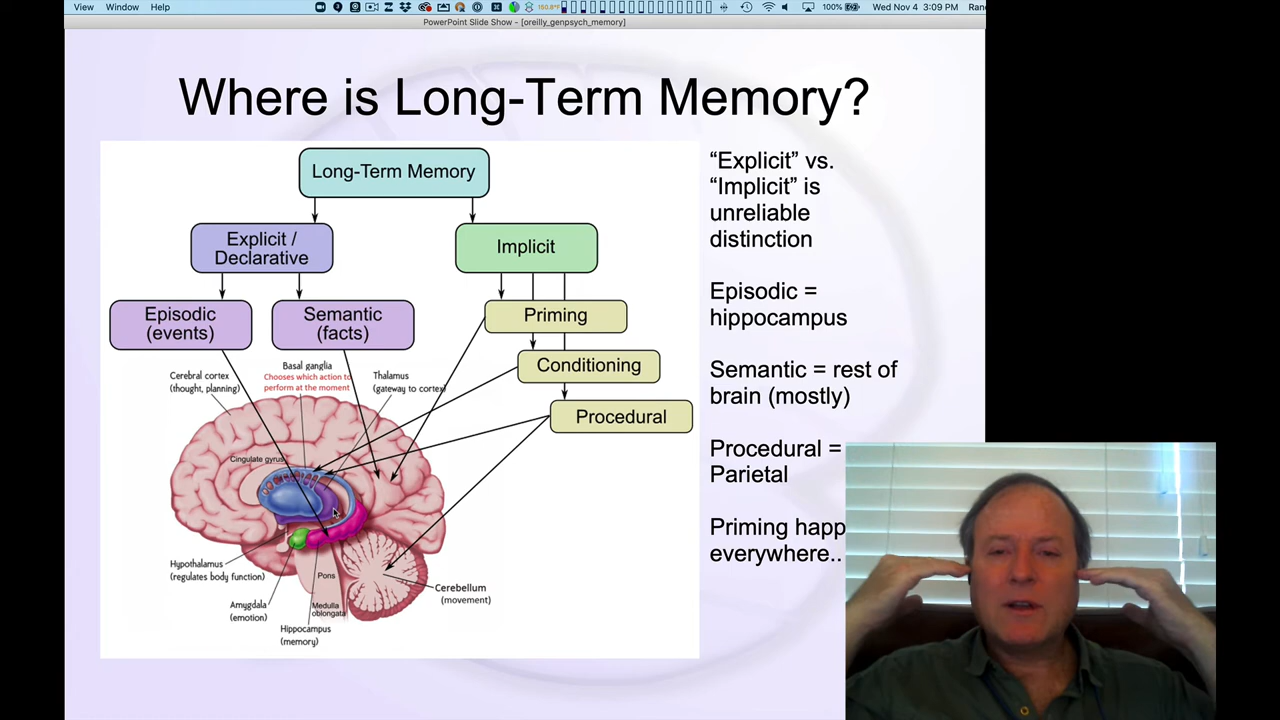 View Window Help
150.8°F
100%
Wed Nov 4 3:09 PM
PowerPoint Slide Show - [oreilly_genpsych_memory]
Where is Long-Term Memory?
Long-Term Memory
Explicit /
Declarative
Implicit
Episodic
(events)
Semantic
(facts)
Priming
Conditioning
Procedural
Cerebral cortex
(thought, planning)
Basal ganglia
Chooses which action to
perform at the moment
Thalamus
(gateway to cortex)
Cingulate gyrus
Hypothalamus
(regulates body function)
Amygdala
(emotion)
Pons
Medulla
oblongata
Hippocampus
(memory)
Cerebellum
(movement)
“Explicit” vs.
“Implicit” is
unreliable
distinction
Episodic =
hippocampus
Semantic = rest of
brain (mostly)
Procedural =
Parietal
Priming happ
everywhere..